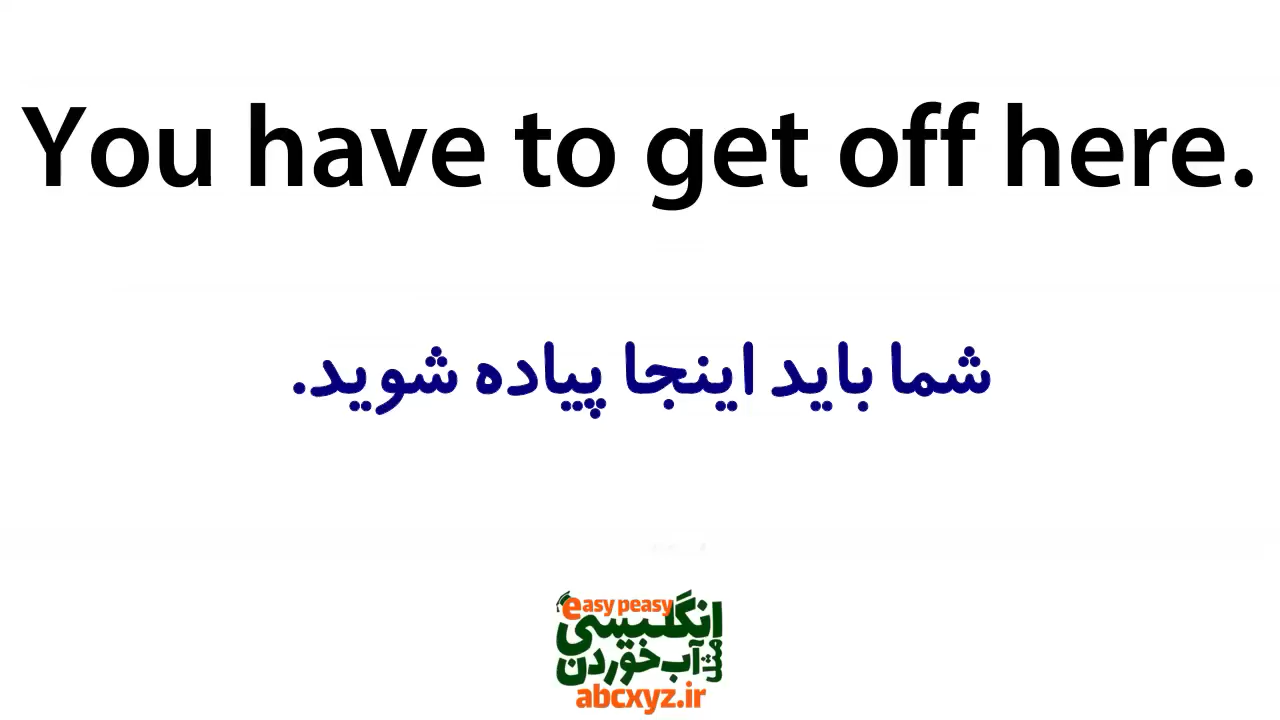 You have to get off here.
شما باید اینجا پیاده شوید.
easy peasy
انگلیسی
مثل آب خوردن
abcxyz.ir